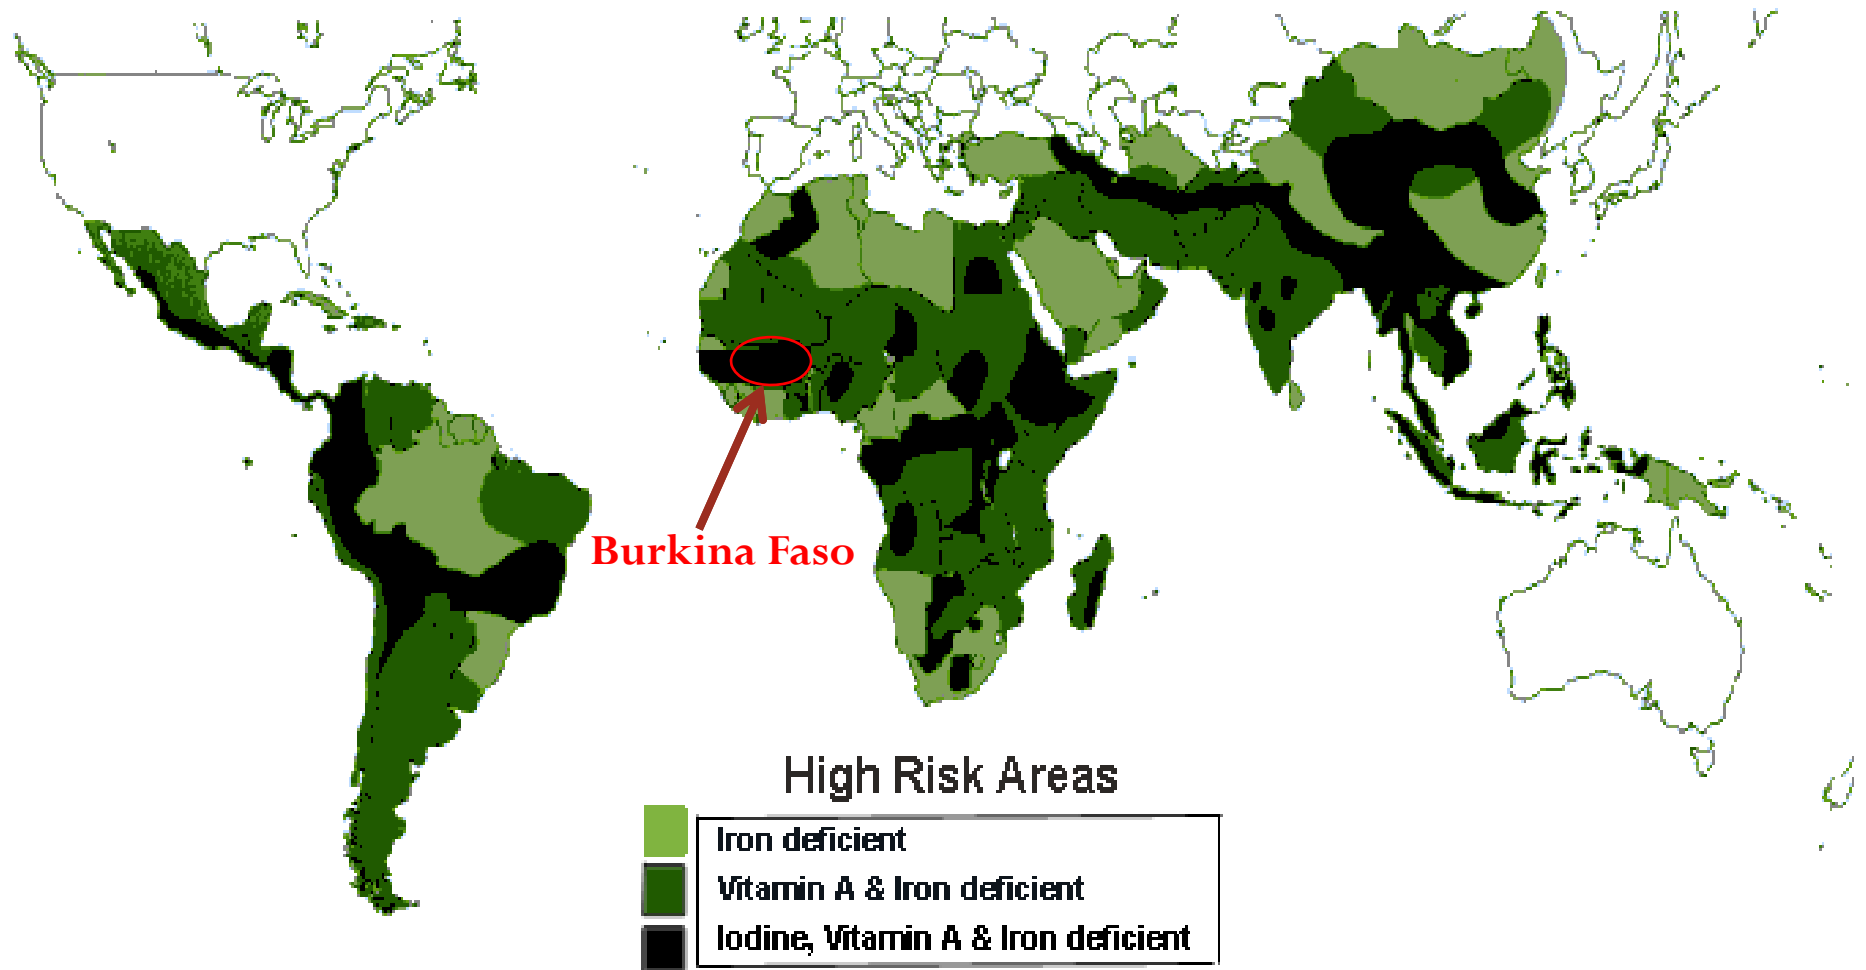 Burkina Faso
High Risk Areas
Iron deficient
Vitamin A & Iron deficient
Iodine, Vitamin A & Iron deficient